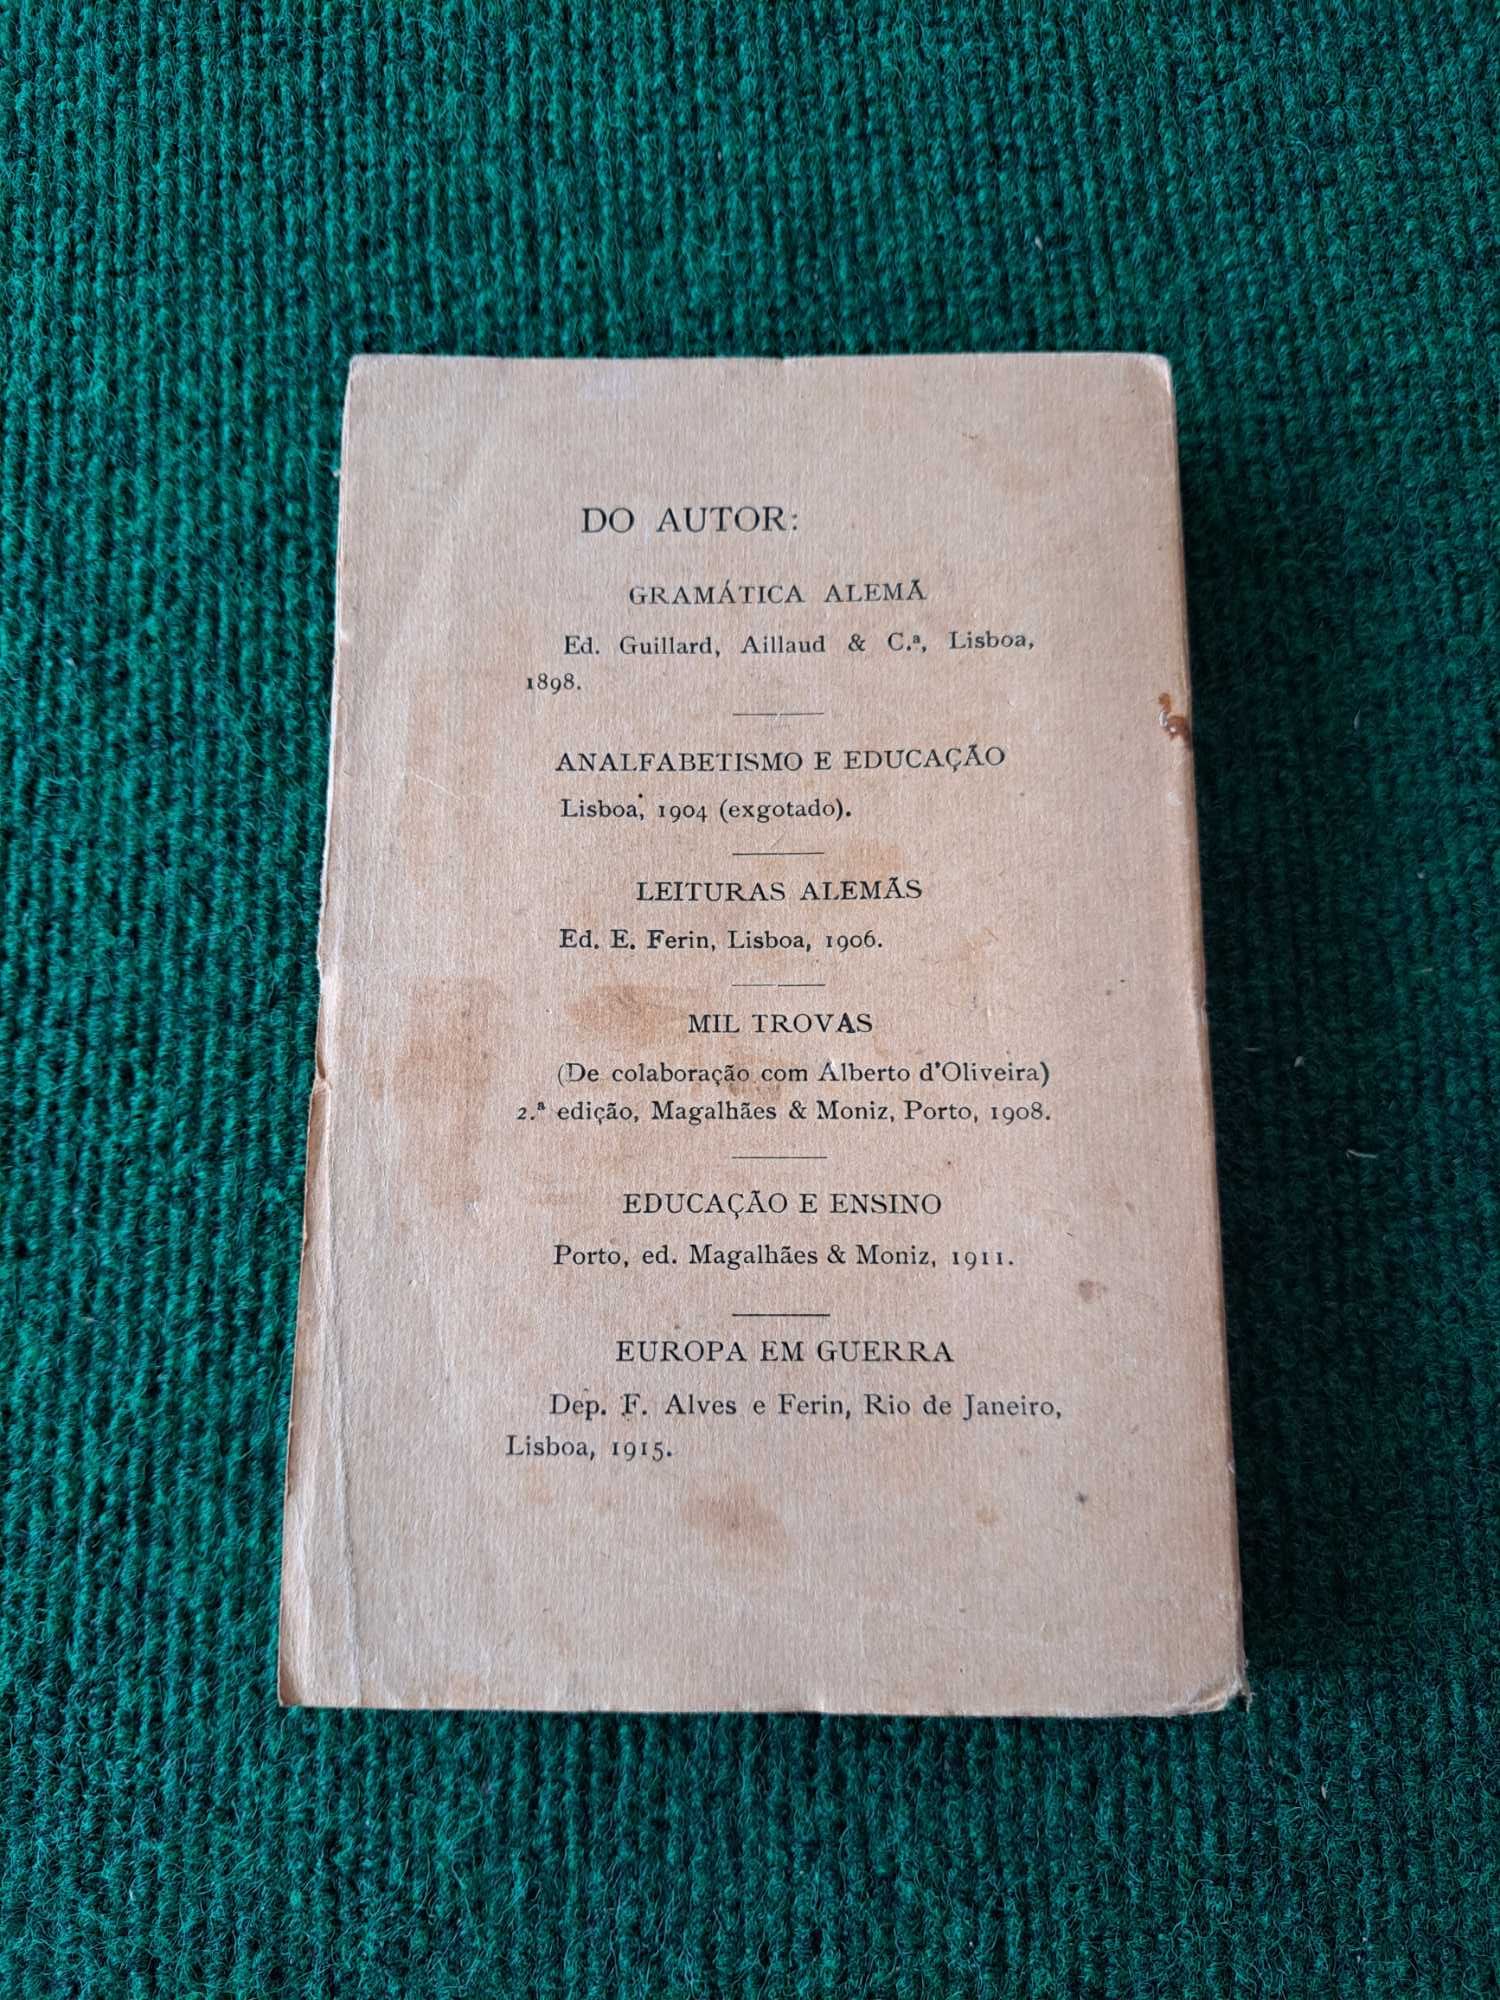 DO AUTOR:
GRAMÁTICA ALEMÃ
Ed. Guillard, Aillaud & C.ª, Lisboa,
1898.
ANALFABETISMO E EDUCAÇÃO
Lisboa, 1904 (exgotado).
LEITURAS ALEMÃS
Ed. E. Ferin, Lisboa, 1906.
MIL TROVAS
(De colaboração com Alberto d'Oliveira)
2.ª edição, Magalhães & Moniz, Porto, 1908.
EDUCAÇÃO E ENSINO
Porto, ed. Magalhães & Moniz, 1911.
EUROPA EM GUERRA
Dep. F. Alves e Ferin, Rio de Janeiro,
Lisboa, 1915.